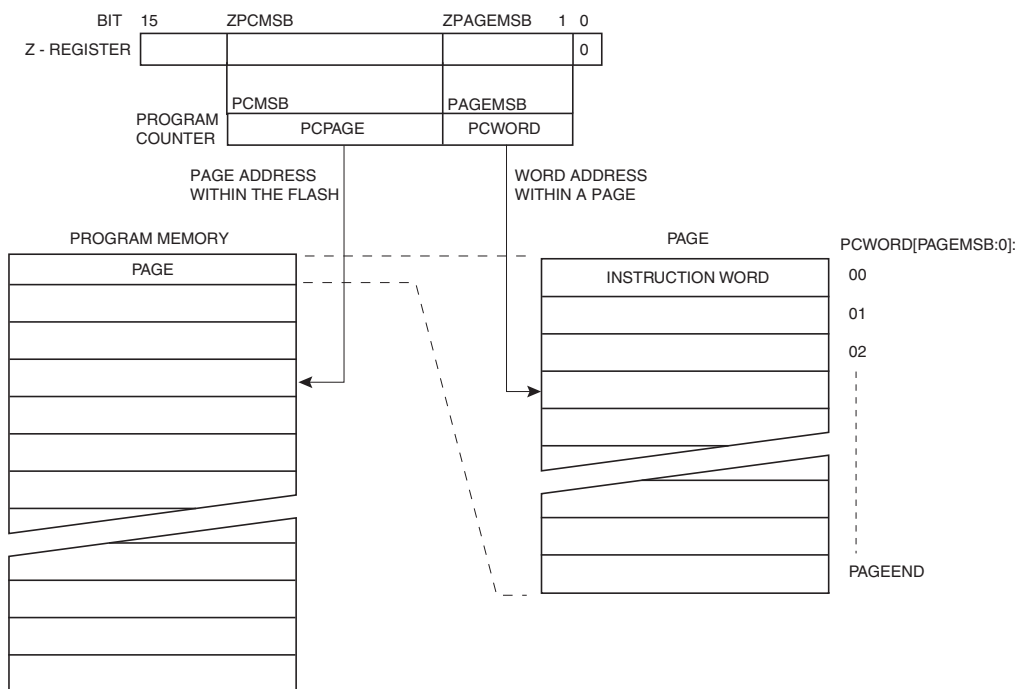 BIT 15 ZPCMSB ZPAGEMSB 1 0
Z - REGISTER 0
PCMSB PAGEMSB
PROGRAM
COUNTER
PCPAGE PCWORD
PAGE ADDRESS
WITHIN THE FLASH
WORD ADDRESS
WITHIN A PAGE
PROGRAM MEMORY
PAGE
PAGE
INSTRUCTION WORD
PCWORD[PAGEMSB:0]:
00
01
02
PAGEEND